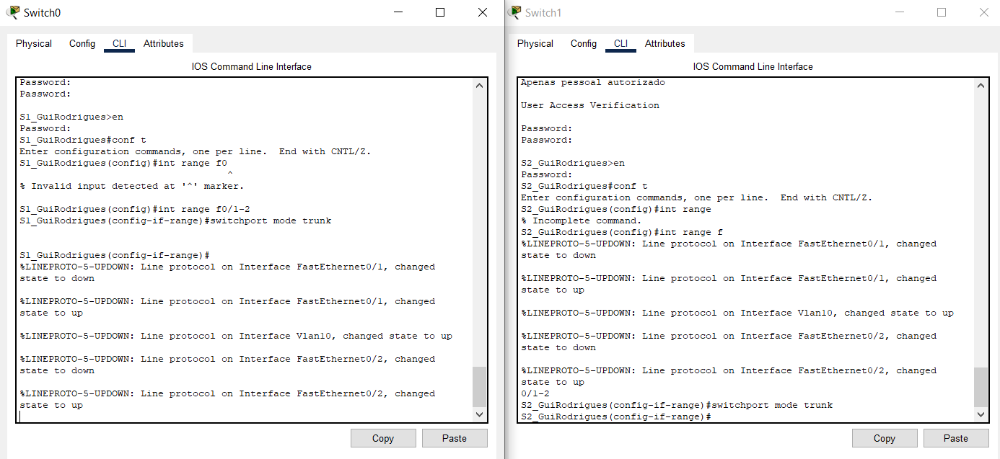 Switch0
Physical Config CLI Attributes
IOS Command Line Interface
Password:
Password:
S1_GuiRodrigues>en
Password:
S1_GuiRodrigues#conf t
Enter configuration commands, one per line.  End with CNTL/Z.
S1_GuiRodrigues(config)#int range f0
^
% Invalid input detected at '^' marker.
S1_GuiRodrigues(config)#int range f0/1-2
S1_GuiRodrigues(config-if-range)#switchport mode trunk
S1_GuiRodrigues(config-if-range)#
%LINEPROTO-5-UPDOWN: Line protocol on Interface FastEthernet0/1, changed
state to down
%LINEPROTO-5-UPDOWN: Line protocol on Interface FastEthernet0/1, changed
state to up
%LINEPROTO-5-UPDOWN: Line protocol on Interface Vlan10, changed state to up
%LINEPROTO-5-UPDOWN: Line protocol on Interface FastEthernet0/2, changed
state to down
%LINEPROTO-5-UPDOWN: Line protocol on Interface FastEthernet0/2, changed
state to up
Copy Paste
Switch1
Physical Config CLI Attributes
IOS Command Line Interface
Apenas pessoal autorizado
User Access Verification
Password:
Password:
S2_GuiRodrigues>en
Password:
S2_GuiRodrigues#conf t
Enter configuration commands, one per line.  End with CNTL/Z.
S2_GuiRodrigues(config)#int range
% Incomplete command.
S2_GuiRodrigues(config)#int range f
%LINEPROTO-5-UPDOWN: Line protocol on Interface FastEthernet0/1, changed
state to down
%LINEPROTO-5-UPDOWN: Line protocol on Interface FastEthernet0/1, changed
state to up
%LINEPROTO-5-UPDOWN: Line protocol on Interface Vlan10, changed state to up
%LINEPROTO-5-UPDOWN: Line protocol on Interface FastEthernet0/2, changed
state to down
%LINEPROTO-5-UPDOWN: Line protocol on Interface FastEthernet0/2, changed
state to up
0/1-2
S2_GuiRodrigues(config-if-range)#switchport mode trunk
S2_GuiRodrigues(config-if-range)#
Copy Paste